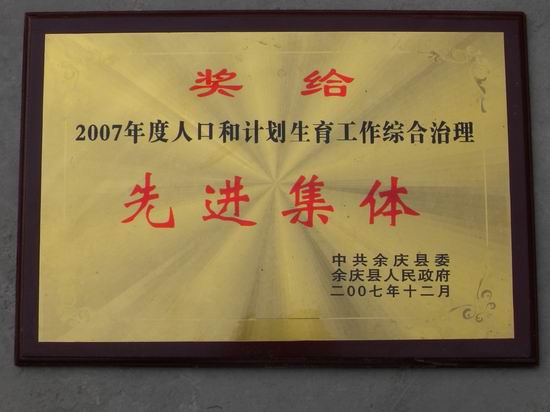 奖给
2007年度人口和计划生育工作综合治理
先进集体
中共余庆县委
余庆县人民政府
二00七年十二月